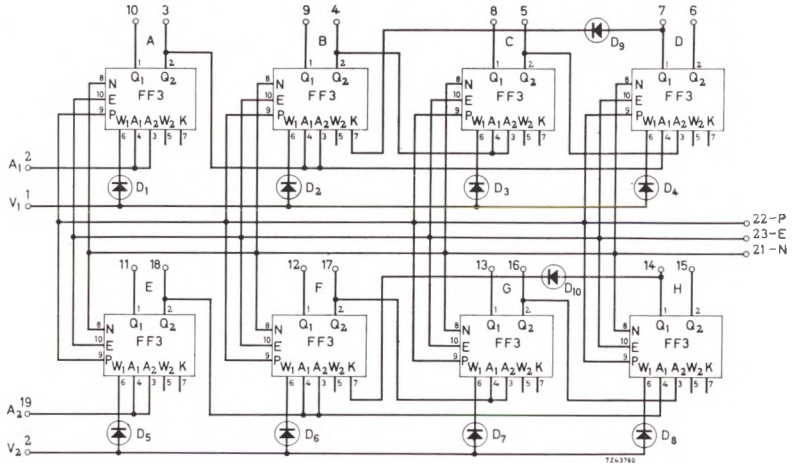 10 3 9 4 8 5 7 6
A B C D9 D
1 2 1 2 1 2 1 2
8 N Q1 Q2 8 N Q1 Q2 8 N Q1 Q2 8 N Q1 Q2
10 E FF3 10 E FF3 10 E FF3 10 E FF3
9 P W1 A1 A2 W2 K 9 P W1 A1 A2 W2 K 9 P W1 A1 A2 W2 K 9 P W1 A1 A2 W2 K
6 4 3 5 7 6 4 3 5 7 6 4 3 5 7 6 4 3 5 7
A1 2
D1 D2 D3 D4
V1 1
22-P
23-E
21-N
11 18 12 17 13 16 14 15
E F G D10 H
1 2 1 2 1 2 1 2
8 N Q1 Q2 8 N Q1 Q2 8 N Q1 Q2 8 N Q1 Q2
10 E FF3 10 E FF3 10 E FF3 10 E FF3
9 P W1 A1 A2 W2 K 9 P W1 A1 A2 W2 K 9 P W1 A1 A2 W2 K 9 P W1 A1 A2 W2 K
6 4 3 5 7 6 4 3 5 7 6 4 3 5 7 6 4 3 5 7
A2 19
D5 D6 D7 D8
V2 2
7Z43760